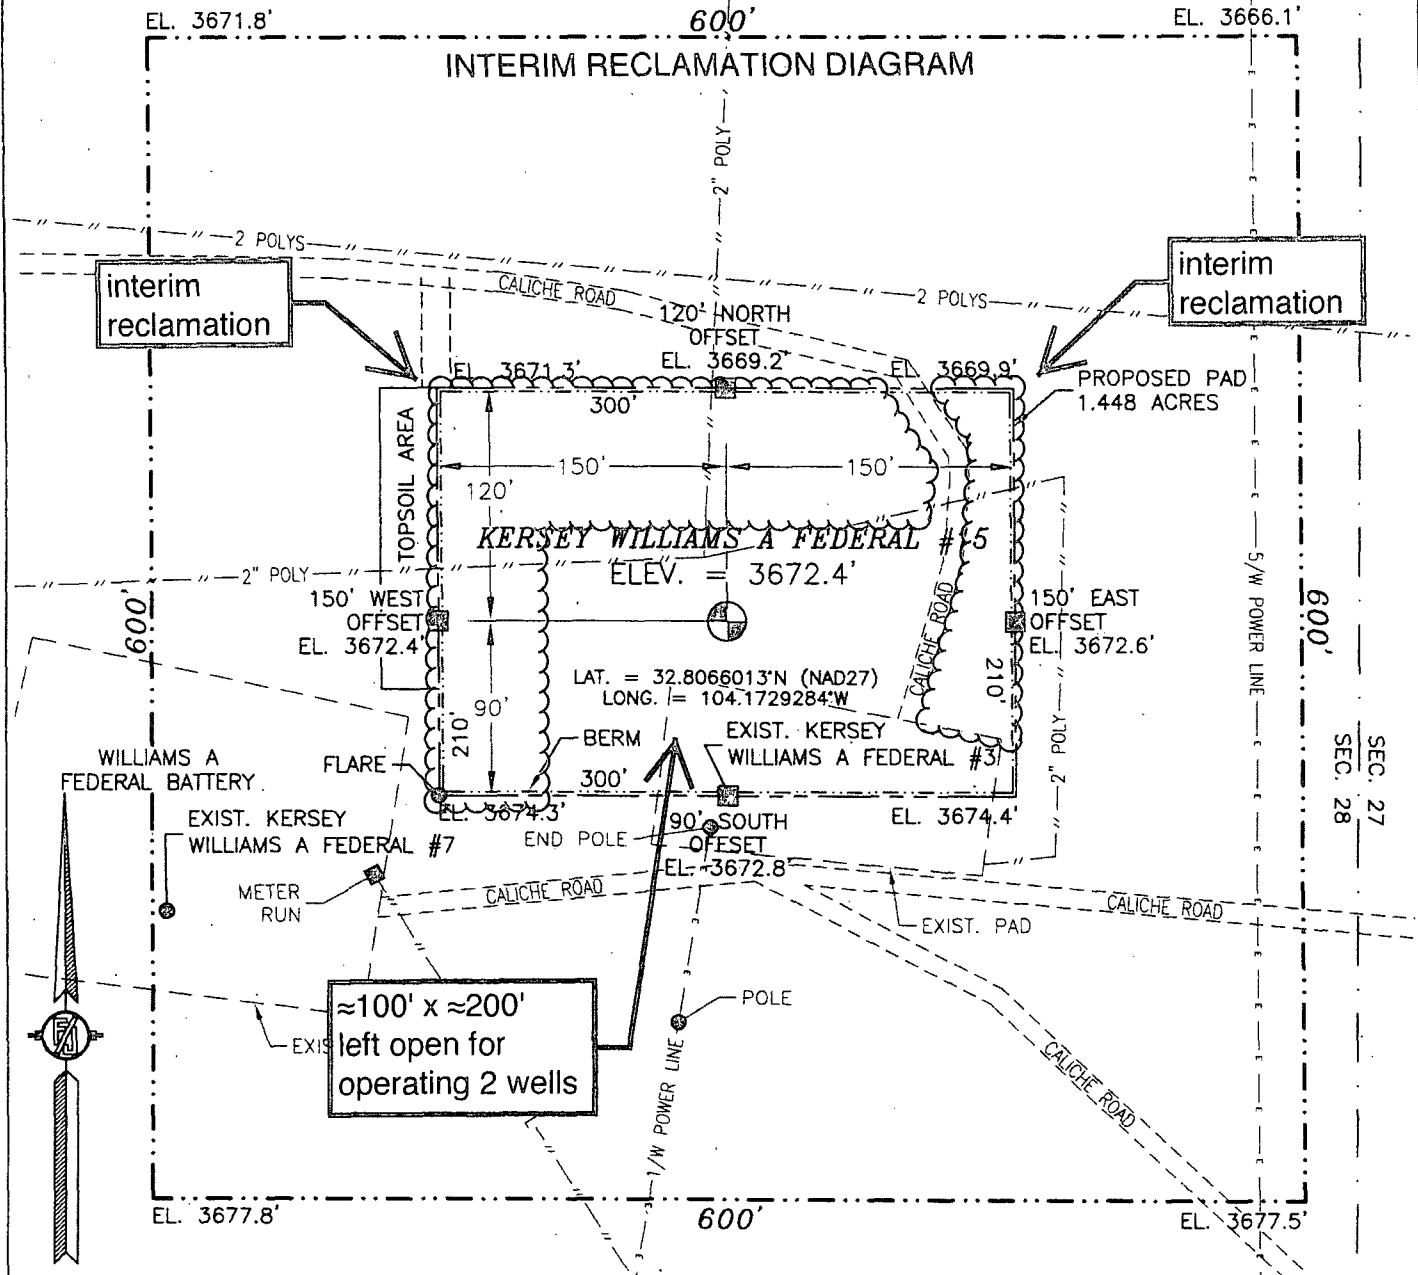 EL. 3671.8'
600'
EL. 3666.1'
INTERIM RECLAMATION DIAGRAM
2" POLY
2 POLYS
interim
reclamation
CALICHE ROAD
2 POLYS
interim
reclamation
120' NORTH
OFFSET
EL. 3669.2'
EL. 3671.3'
EL. 3669.9'
PROPOSED PAD
1.448 ACRES
300'
TOPSOIL AREA
150'
150'
120'
KERSEY WILLIAMS A FEDERAL #15
ELEV. = 3672.4'
2" POLY
150' WEST
OFFSET
EL. 3672.4'
150' EAST
OFFSET
EL. 3672.6'
CALICHE ROAD
5/W POWER LINE
600'
600'
LAT. = 32.8066013°N (NAD27)
LONG. = 104.1729284°W
90'
210'
210'
2" POLY
BERM
EXIST. KERSEY
WILLIAMS A FEDERAL #3
SEC. 27
SEC. 28
WILLIAMS A
FEDERAL BATTERY
FLARE
300'
EL. 3674.3'
EL. 3674.4'
EXIST. KERSEY
WILLIAMS A FEDERAL #7
END POLE
90' SOUTH
OFFSET
EL. 3672.8'
METER
RUN
CALICHE ROAD
CALICHE ROAD
EXIST. PAD
≈100' x ≈200'
left open for
operating 2 wells
POLE
1/W POWER LINE
CALICHE ROAD
EL. 3677.8'
600'
EL. 3677.5'